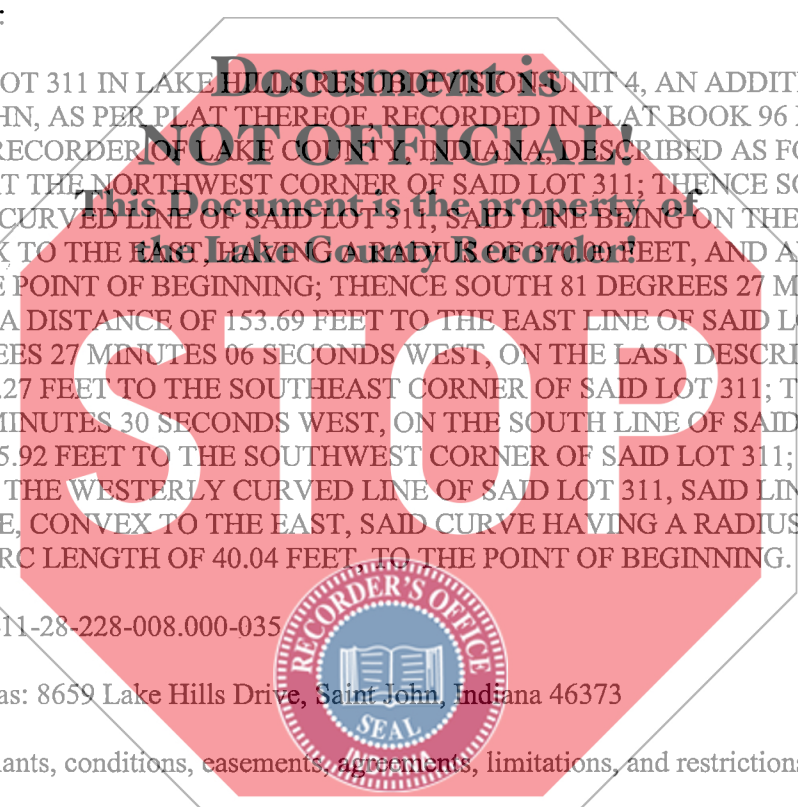 :
Document is
OT 311 IN LAKE HILLS RESUBDIVISION UNIT 4, AN ADDITI
HN, AS PER PLAT THEREOF, RECORDED IN PLAT BOOK 96
NOT OFFICIAL!
RECORDER OF LAKE COUNTY, INDIANA, DESCRIBED AS FO
T THE NORTHWEST CORNER OF SAID LOT 311; THENCE SO
This Document is the property of
CURVED LINE OF SAID LOT 311, SAID LINE BEING ON THE
the Lake County Recorder!
X TO THE EAST, HAVING A RADIUS OF FEET, AND A
E POINT OF BEGINNING; THENCE SOUTH 81 DEGREES 27 M
A DISTANCE OF 153.69 FEET TO THE EAST LINE OF SAID L
EES 27 MINUTES 06 SECONDS WEST, ON THE LAST DESCRI
.27 FEET TO THE SOUTHEAST CORNER OF SAID LOT 311; T
MINUTES 30 SECONDS WEST, ON THE SOUTH LINE OF SAID
5.92 FEET TO THE SOUTHWEST CORNER OF SAID LOT 311;
THE WESTERLY CURVED LINE OF SAID LOT 311, SAID LIN
E, CONVEX TO THE EAST, SAID CURVE HAVING A RADIUS
RC LENGTH OF 40.04 FEET, TO THE POINT OF BEGINNING.
STOP
11-28-228-008.000-035
as: 8659 Lake Hills Drive, Saint John, Indiana 46373
ants, conditions, easements, agreements, limitations, and restrictions
RECORDER'S OFFICE
SEAL
INDIANA